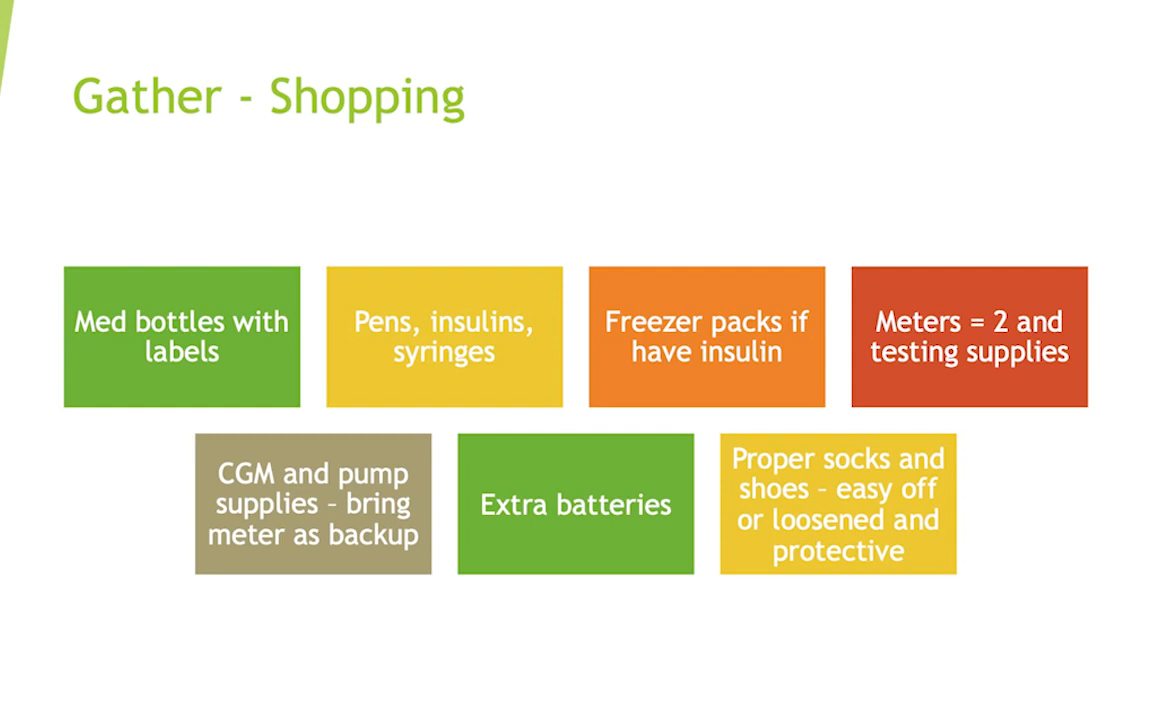 Gather - Shopping
Med bottles with
labels
Pens, insulins,
syringes
Freezer packs if
have insulin
Meters = 2 and
testing supplies
CGM and pump
supplies – bring
meter as backup
Extra batteries
Proper socks and
shoes – easy off
or loosened and
protective